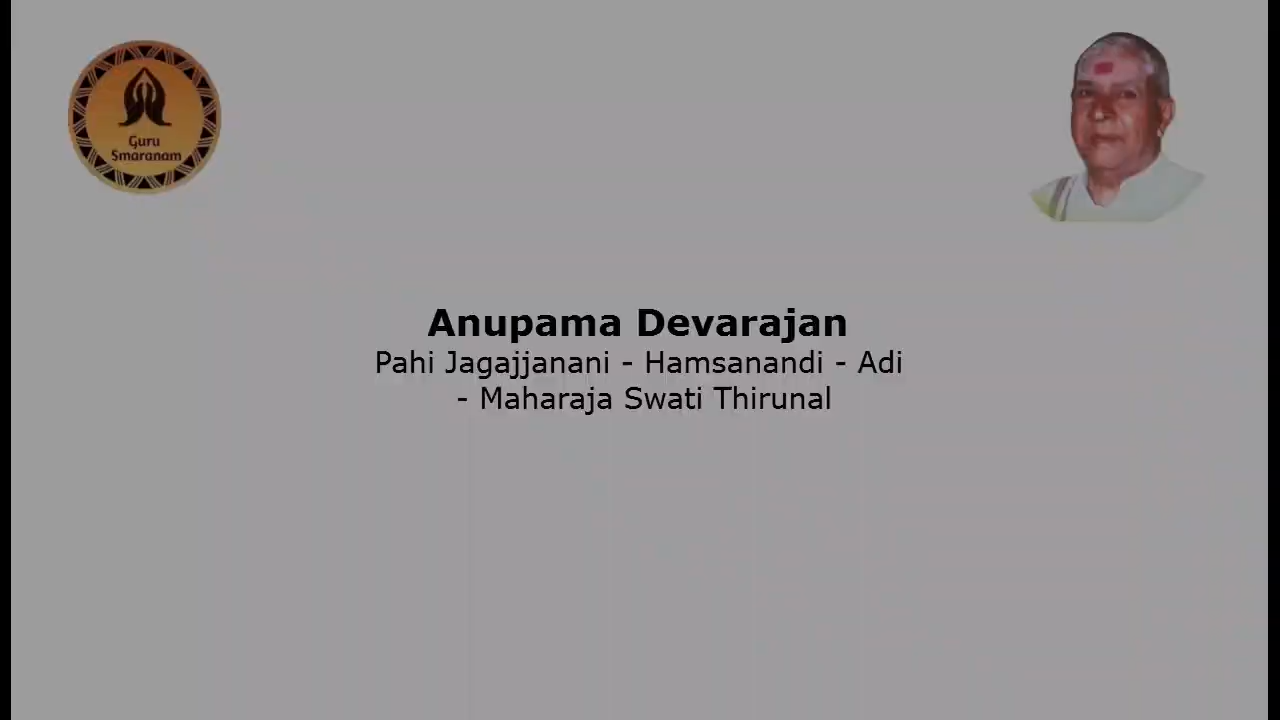 Guru
Smaranam
Anupama Devarajan
Pahi Jagajjanani - Hamsanandi - Adi
- Maharaja Swati Thirunal